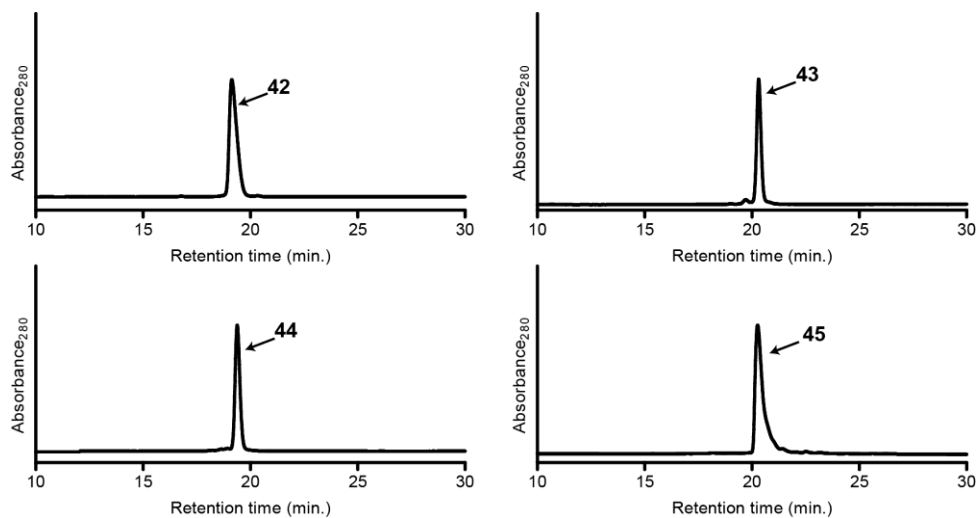 42
Absorbance₂₈₀
10 15 20 25 30
Retention time (min.)
43
Absorbance₂₈₀
10 15 20 25 30
Retention time (min.)
44
Absorbance₂₈₀
10 15 20 25 30
Retention time (min.)
45
Absorbance₂₈₀
10 15 20 25 30
Retention time (min.)